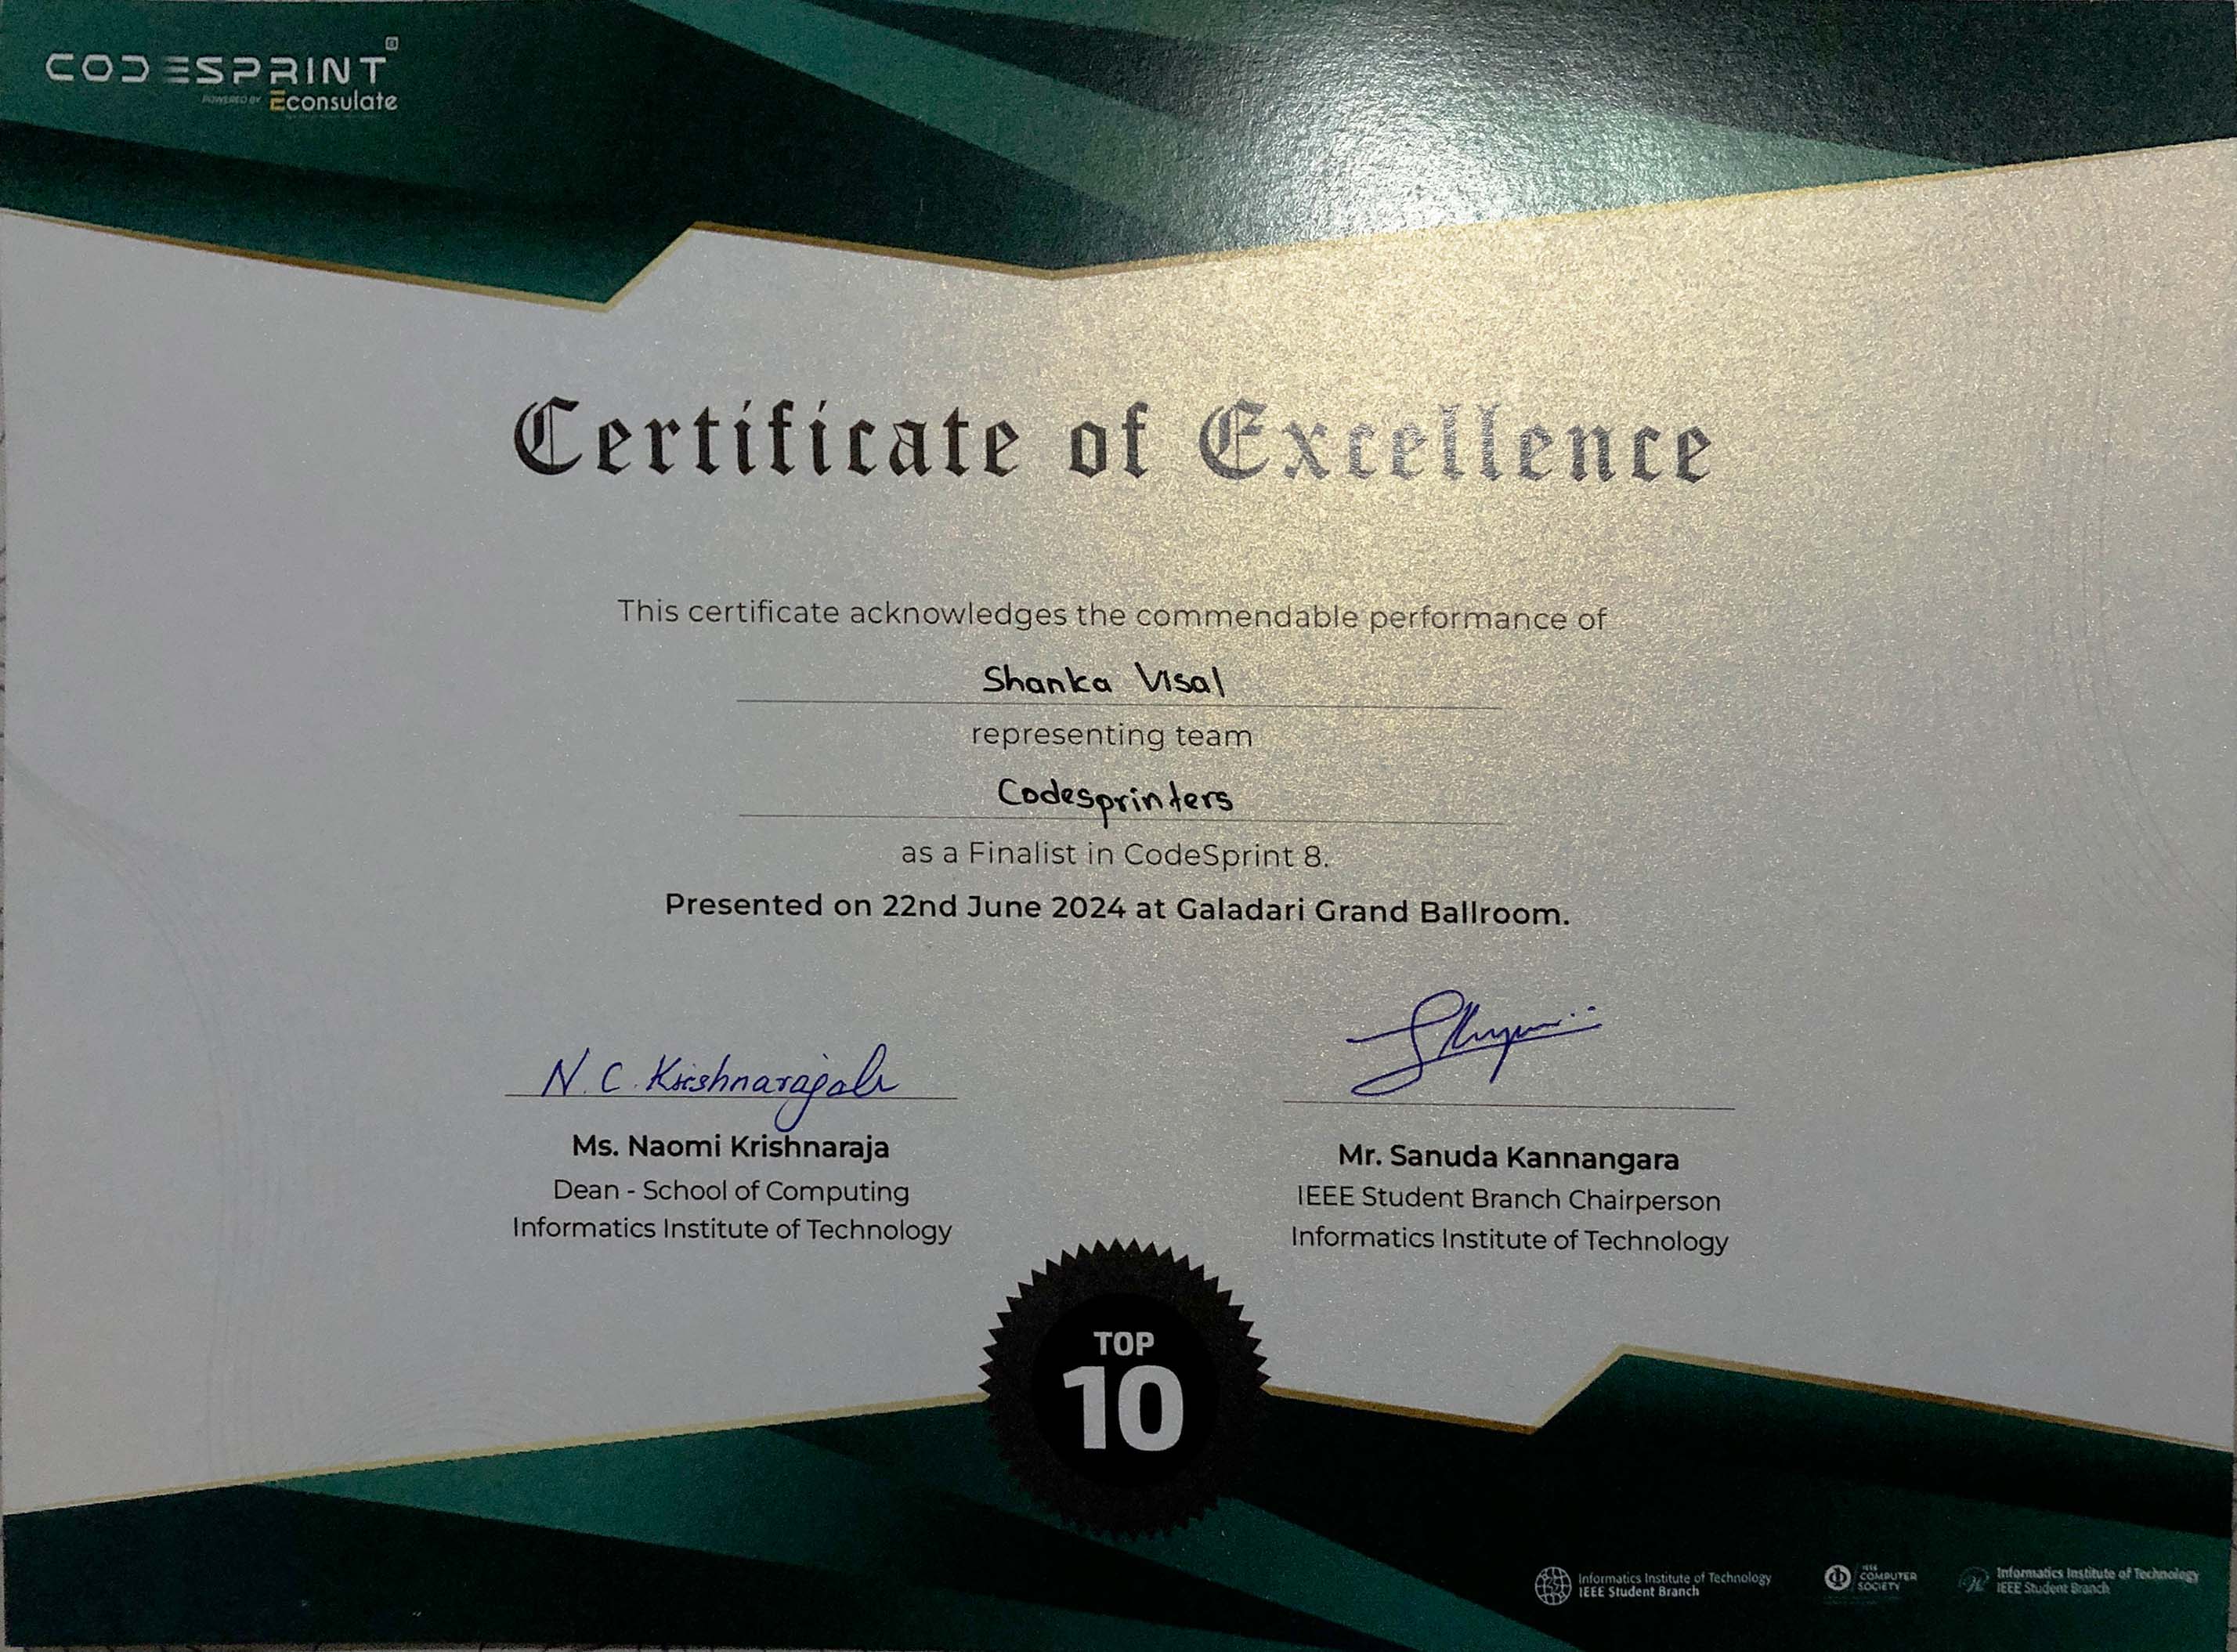 CODESPRINT 8
POWERED BY Econsulate
Certificate of Excellence
This certificate acknowledges the commendable performance of
Shanka Visal
representing team
Codesprinters
as a Finalist in CodeSprint 8.
Presented on 22nd June 2024 at Galadari Grand Ballroom.
Ms. Naomi Krishnaraja
Dean - School of Computing
Informatics Institute of Technology
Mr. Sanuda Kannangara
IEEE Student Branch Chairperson
Informatics Institute of Technology
TOP
10
Informatics Institute of Technology
IEEE Student Branch
IEEE
COMPUTER
SOCIETY
Informatics Institute of Technology
IEEE Student Branch